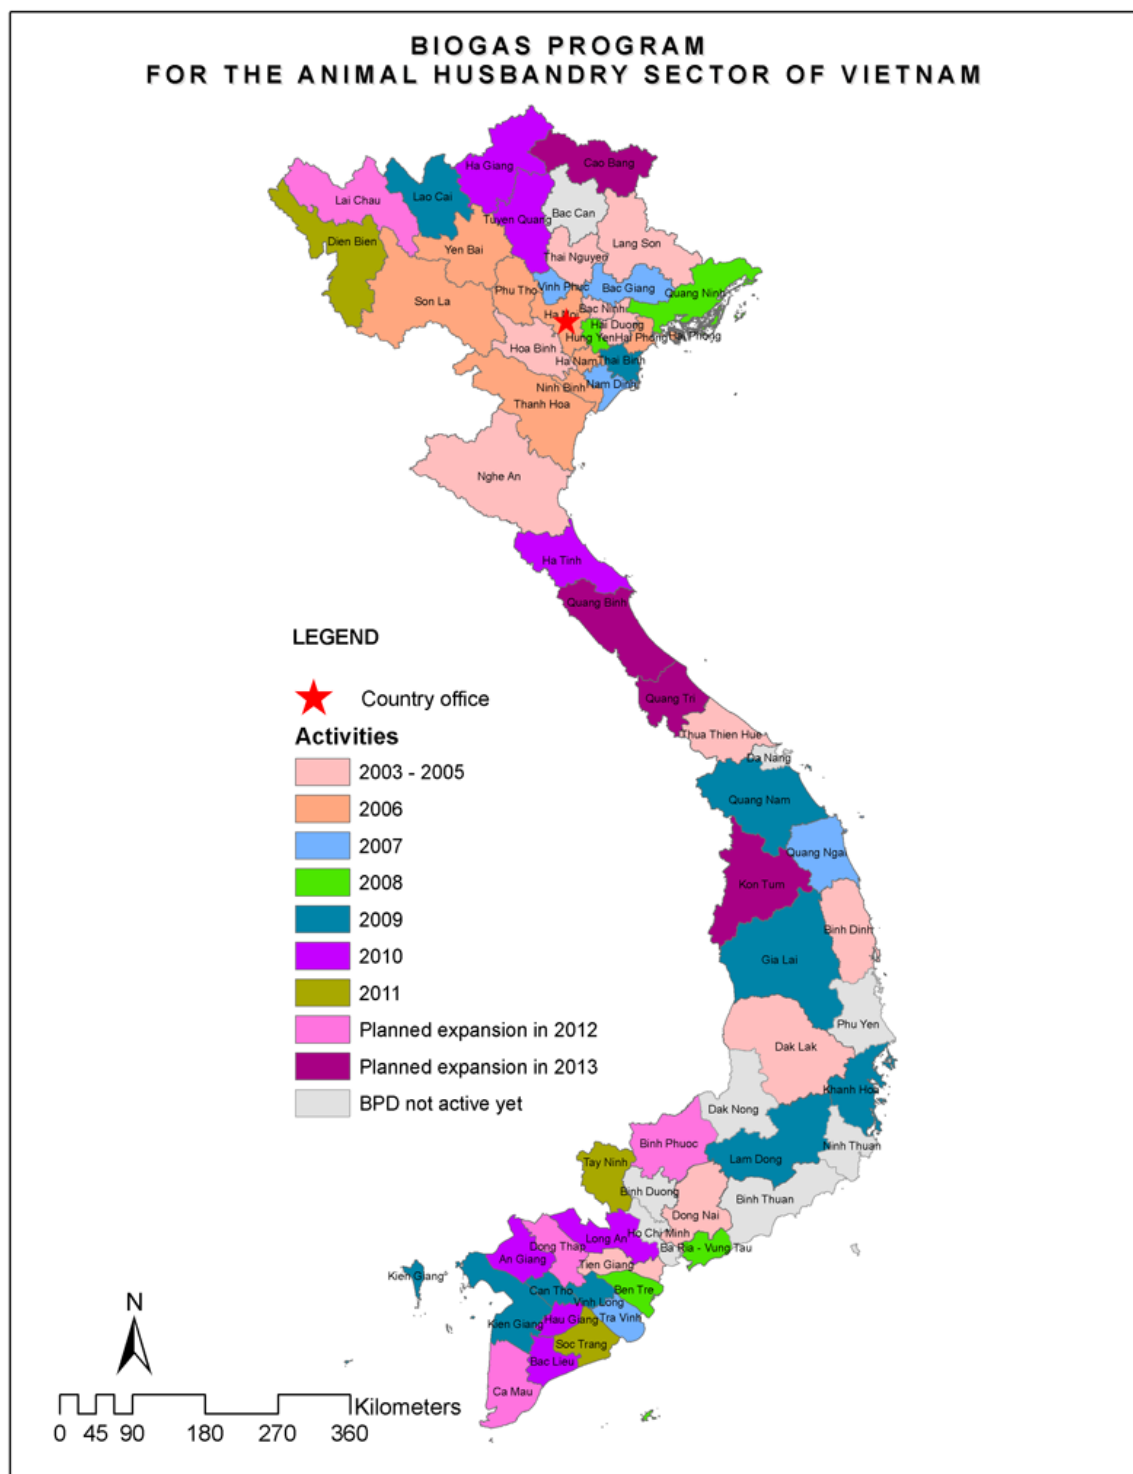 BIOGAS PROGRAM
FOR THE ANIMAL HUSBANDRY SECTOR OF VIETNAM
Ha Giang
Cao Bang
Lai Chau
Lao Cai
Bac Can
Tuyen Quang
Dien Bien
Yen Bai
Lang Son
Thai Nguyen
Son La
Phu Tho
Vinh Phuc
Bac Giang
Quang Ninh
Ha Noi
Bac Ninh
Hai Duong
Hung Yen
Hai Phong
Hai Phong
Hoa Binh
Ha Nam
Thai Binh
Ninh Binh
Nam Dinh
Thanh Hoa
Nghe An
Ha Tinh
Quang Binh
LEGEND
Country office
Activities
2003 - 2005
2006
2007
2008
2009
2010
2011
Planned expansion in 2012
Planned expansion in 2013
BPD not active yet
Quang Tri
Thua Thien Hue
Da Nang
Quang Nam
Quang Ngai
Kon Tum
Binh Dinh
Gia Lai
Phu Yen
Dak Lak
Khanh Hoa
Dak Nong
Binh Phuoc
Lam Dong
Ninh Thuan
Tay Ninh
Binh Duong
Binh Thuan
Dong Nai
Ho Chi Minh
Long An
Dong Thap
Ba Ria - Vung Tau
An Giang
Tien Giang
Kien Giang
Can Tho
Ben Tre
Vinh Long
Kien Giang
Hau Giang
Tra Vinh
Soc Trang
Bac Lieu
Ca Mau
N
Kilometers
0 45 90 180 270 360